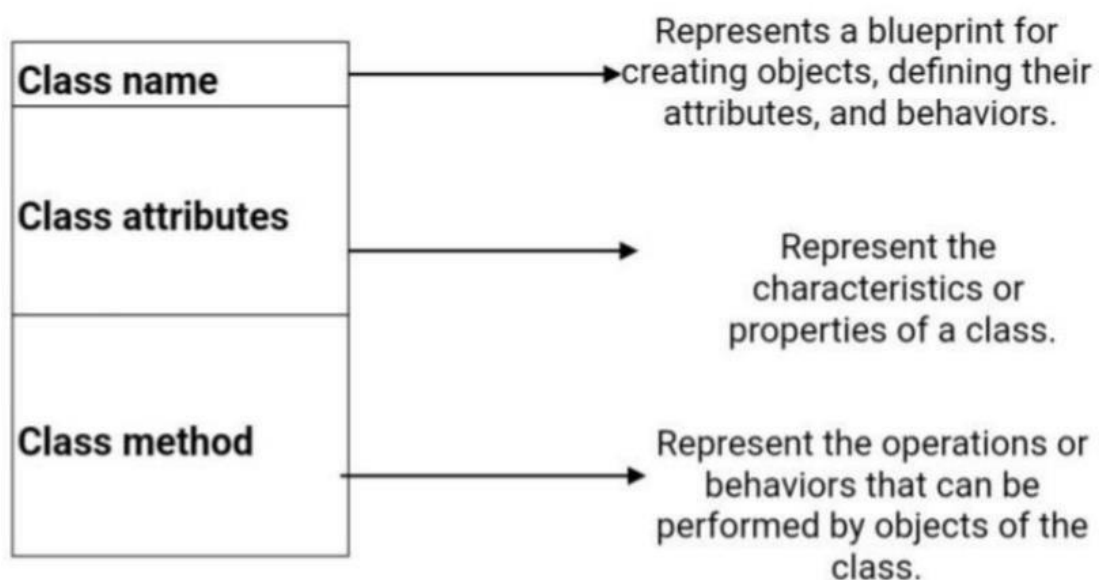 Class name
Represents a blueprint for
creating objects, defining their
attributes, and behaviors.
Class attributes
Represent the
characteristics or
properties of a class.
Class method
Represent the operations or
behaviors that can be
performed by objects of the
class.